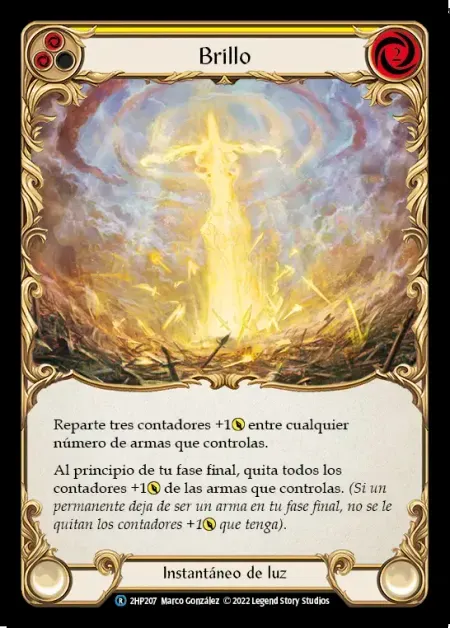 2
Brillo
Reparte tres contadores +1 entre cualquier
número de armas que controlas.
Al principio de tu fase final, quita todos los
contadores +1 de las armas que controlas. (Si un
permanente deja de ser un arma en tu fase final, no se le
quitan los contadores +1 que tenga).
Instantáneo de luz
R 2HP207 Marco González © 2022 Legend Story Studios